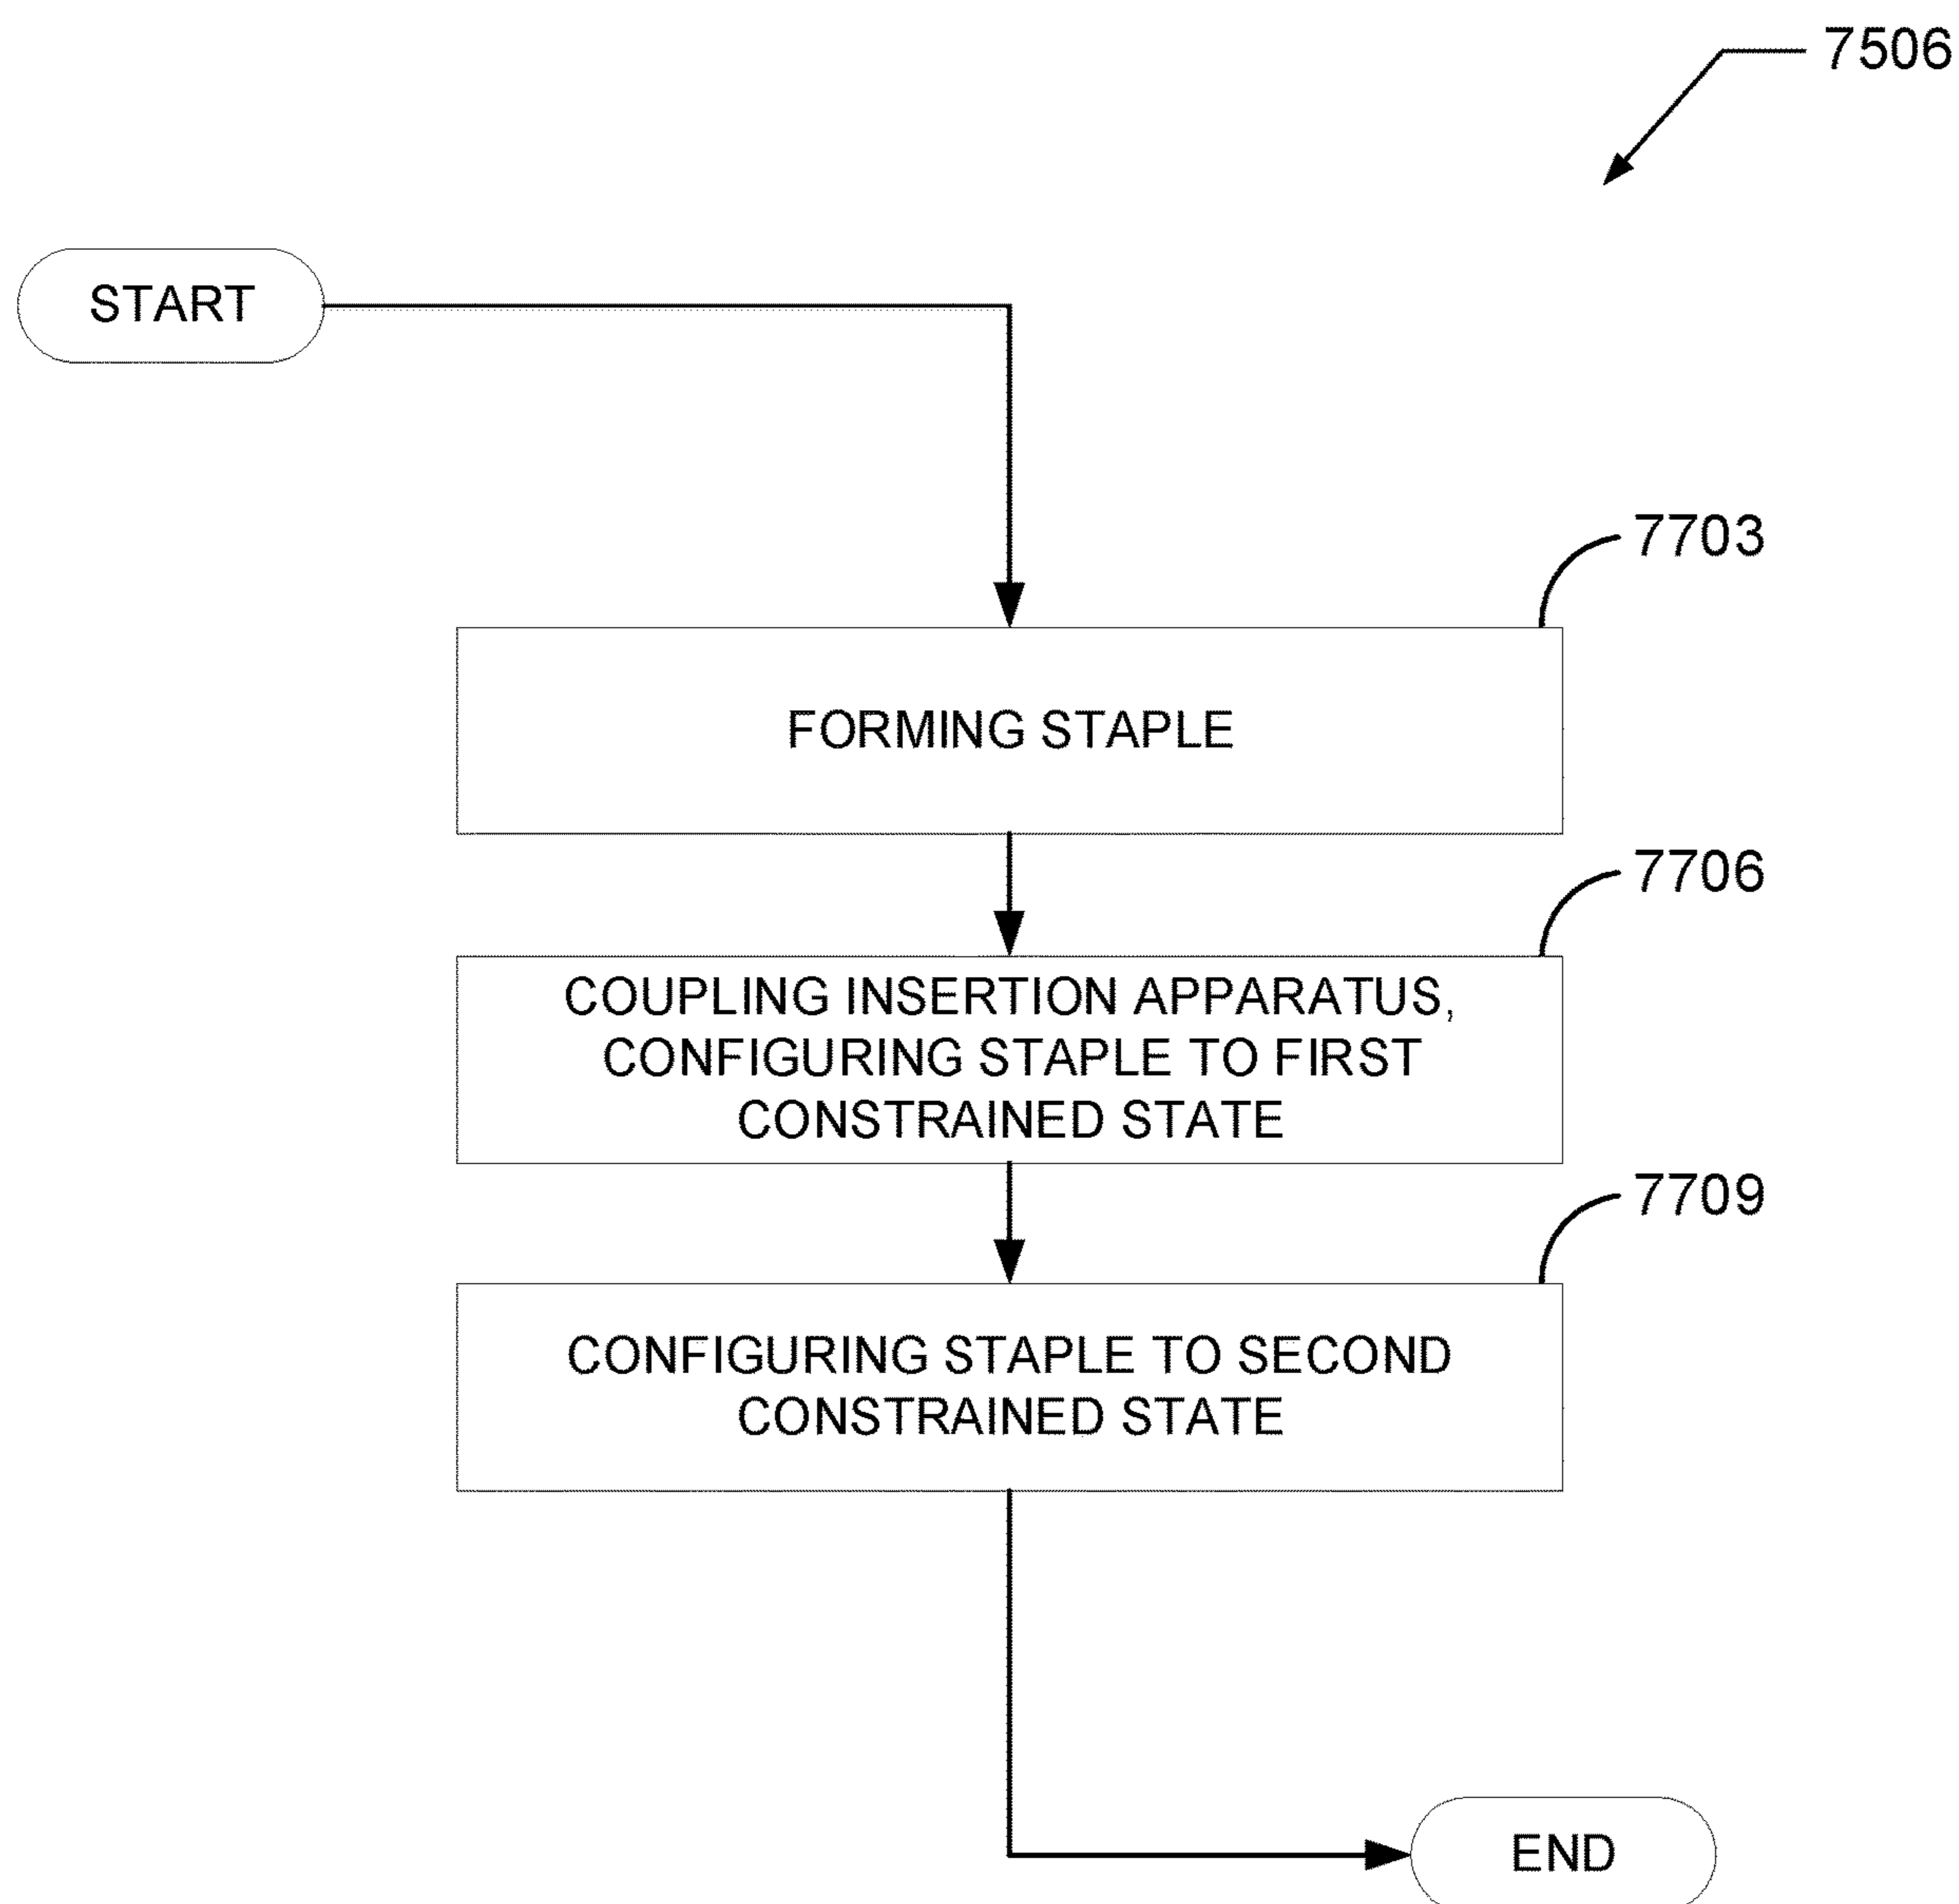 7506
START
7703
FORMING STAPLE
7706
COUPLING INSERTION APPARATUS,
CONFIGURING STAPLE TO FIRST
CONSTRAINED STATE
7709
CONFIGURING STAPLE TO SECOND
CONSTRAINED STATE
END